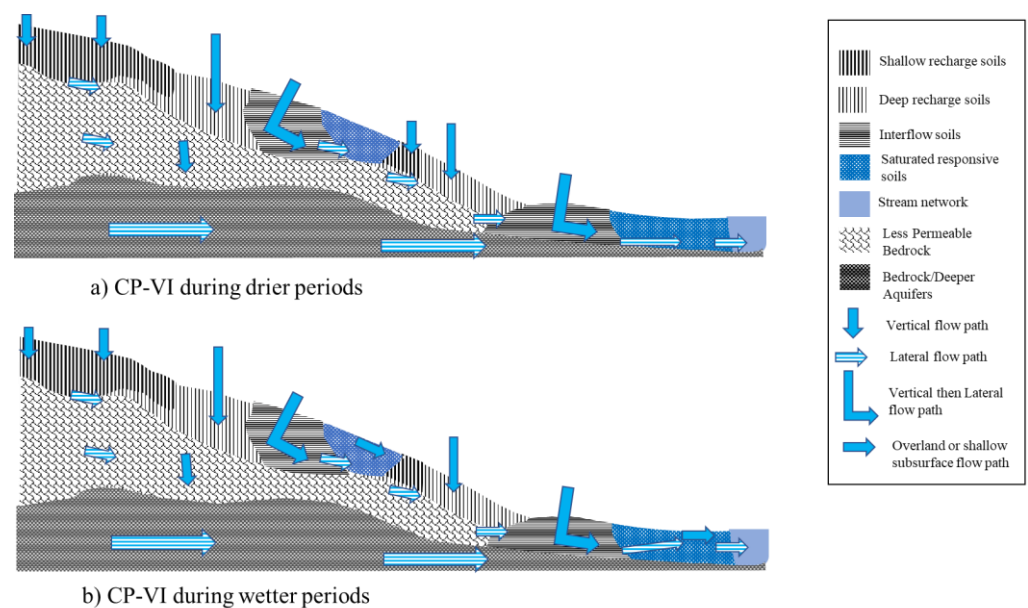 Shallow recharge soils
Deep recharge soils
Interflow soils
Saturated responsive
soils
Stream network
Less Permeable
Bedrock
Bedrock/Deeper
Aquifers
Vertical flow path
Lateral flow path
Vertical then Lateral
flow path
Overland or shallow
subsurface flow path
a) CP-VI during drier periods
b) CP-VI during wetter periods